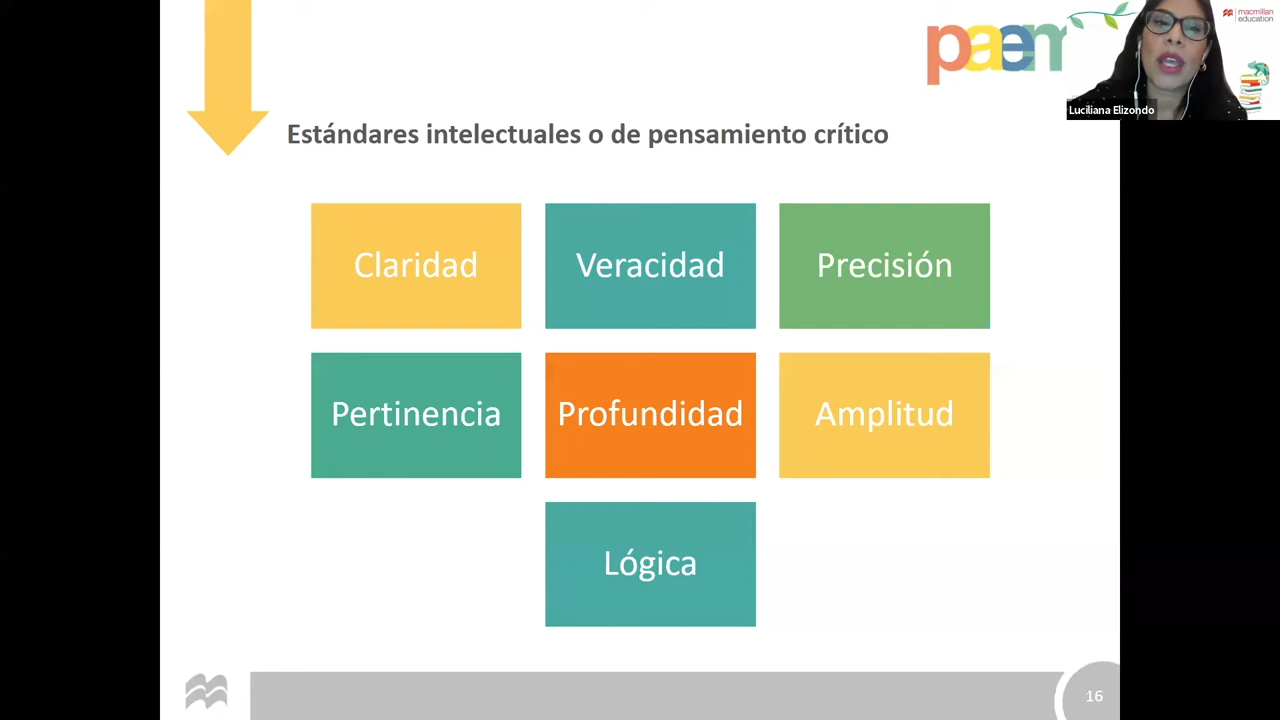 paem
macmillan
education
Luciliana Elizondo
Estándares intelectuales o de pensamiento crítico
Claridad
Veracidad
Precisión
Pertinencia
Profundidad
Amplitud
Lógica
16